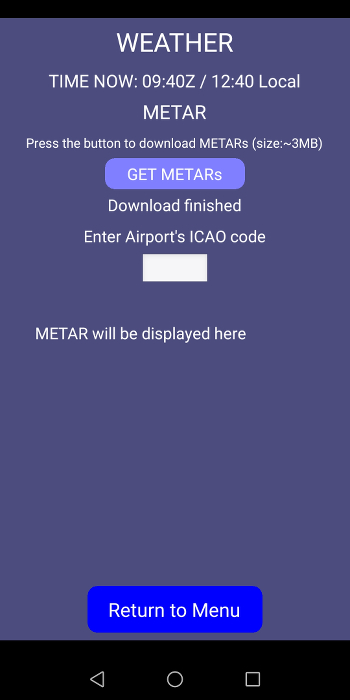 WEATHER
TIME NOW: 09:40Z / 12:40 Local
METAR
Press the button to download METARs (size:~3MB)
GET METARs
Download finished
Enter Airport's ICAO code
METAR will be displayed here
Return to Menu